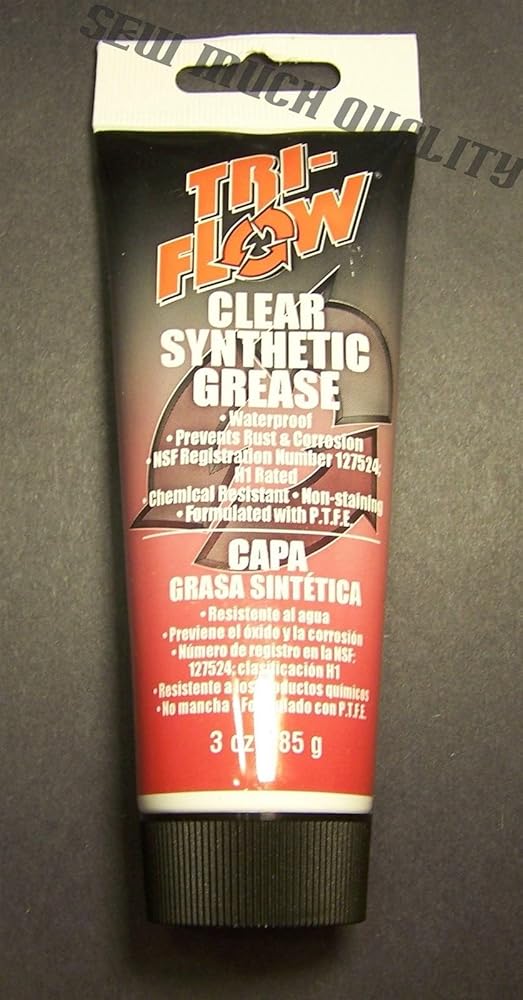 SEW MUCH QUALITY
TRI-
FLOW®
CLEAR
SYNTHETIC
GREASE
• Waterproof
• Prevents Rust & Corrosion
• NSF Registration Number 127524;
H1 Rated
• Chemical Resistant • Non-staining
• Formulated with P.T.F.E.
CAPA
GRASA SINTÉTICA
• Resistente al agua
• Previene el óxido y la corrosión
• Número de registro en la NSF:
127524; clasificación H1
• Resistente a los productos químicos
• No mancha • Formulado con P.T.F.E.
3 oz 85 g